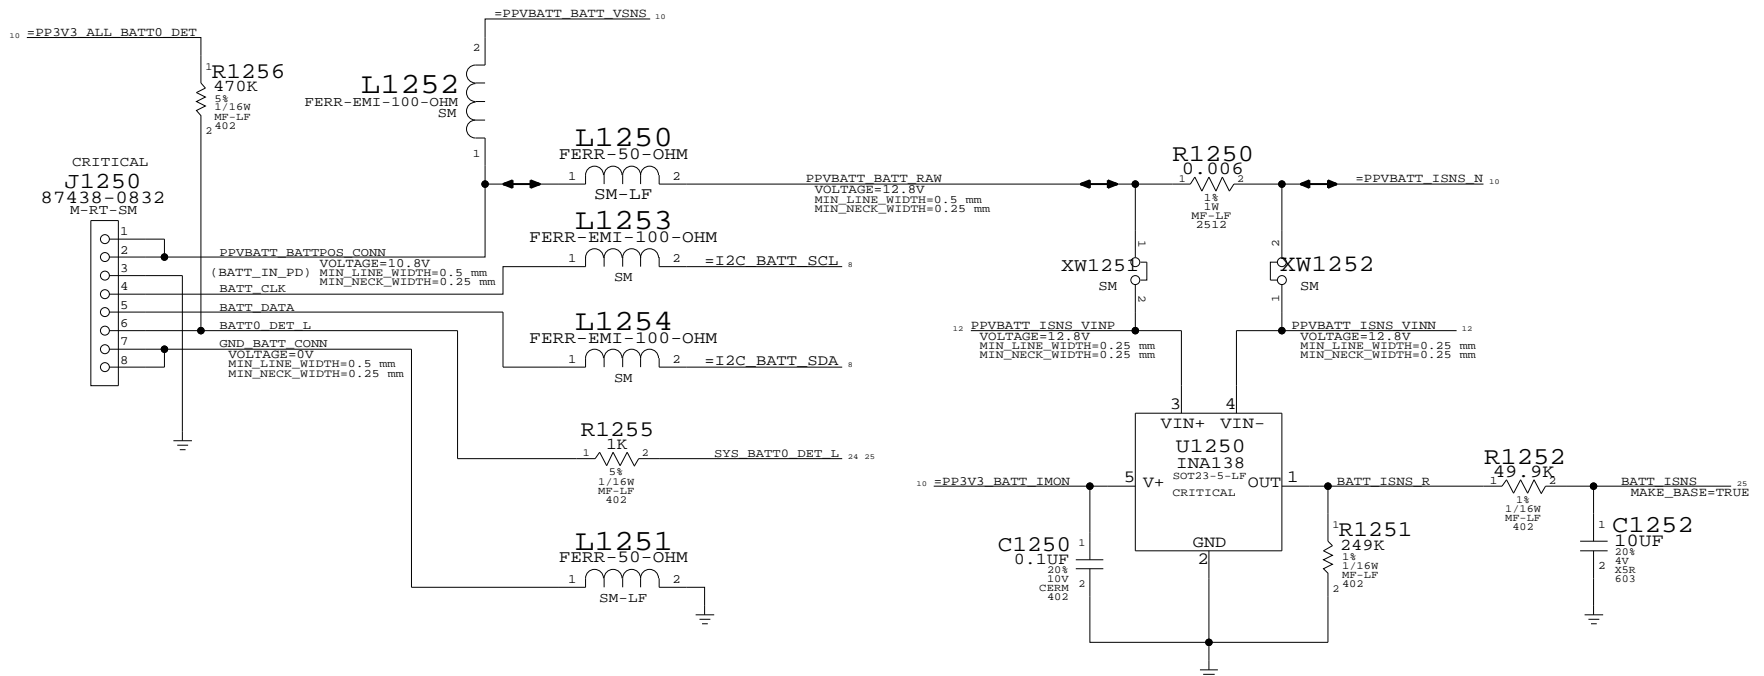 =PPVBATT_BATT_VSNS 10
10 =PP3V3_ALL_BATT0_DET
2
1
R1256
470K
5%
1/16W
MF-LF
402
2
L1252
FERR-EMI-100-OHM
SM
1
L1250
FERR-50-OHM
1 2
SM-LF
PPVBATT_BATT_RAW
VOLTAGE=12.8V
MIN_LINE_WIDTH=0.5 mm
MIN_NECK_WIDTH=0.25 mm
R1250
0.006
1 2
1%
1W
MF-LF
2512
=PPVBATT_ISNS_N 10
CRITICAL
J1250
87438-0832
M-RT-SM
1
2
3
4
5
6
7
8
PPVBATT_BATTPOS_CONN
VOLTAGE=10.8V
(BATT_IN_PD) MIN_LINE_WIDTH=0.5 mm
MIN_NECK_WIDTH=0.25 mm
BATT_CLK
BATT_DATA
BATT0_DET_L
GND_BATT_CONN
VOLTAGE=0V
MIN_LINE_WIDTH=0.5 mm
MIN_NECK_WIDTH=0.25 mm
L1253
FERR-EMI-100-OHM
1 2
SM
=I2C_BATT_SCL 8
L1254
FERR-EMI-100-OHM
1 2
SM
=I2C_BATT_SDA 8
R1255
1K
1 2
5%
1/16W
MF-LF
402
SYS_BATT0_DET_L 24 25
L1251
FERR-50-OHM
1 2
SM-LF
1
XW1251
SM
2
2
XW1252
SM
1
12 PPVBATT_ISNS_VINP
VOLTAGE=12.8V
MIN_LINE_WIDTH=0.25 mm
MIN_NECK_WIDTH=0.25 mm
PPVBATT_ISNS_VINN 12
VOLTAGE=12.8V
MIN_LINE_WIDTH=0.25 mm
MIN_NECK_WIDTH=0.25 mm
3 4
VIN+ VIN-
U1250
INA138
SOT23-5-LF
CRITICAL
5 V+
OUT 1
GND
2
10 =PP3V3_BATT_IMON
C1250
0.1UF
20%
10V
CERM
402
1
2
BATT_ISNS_R
1
R1251
249K
1%
1/16W
MF-LF
402
2
R1252
49.9K
1 2
1%
1/16W
MF-LF
402
BATT_ISNS 25
MAKE_BASE=TRUE
1
C1252
10UF
20%
4V
X5R
603
2